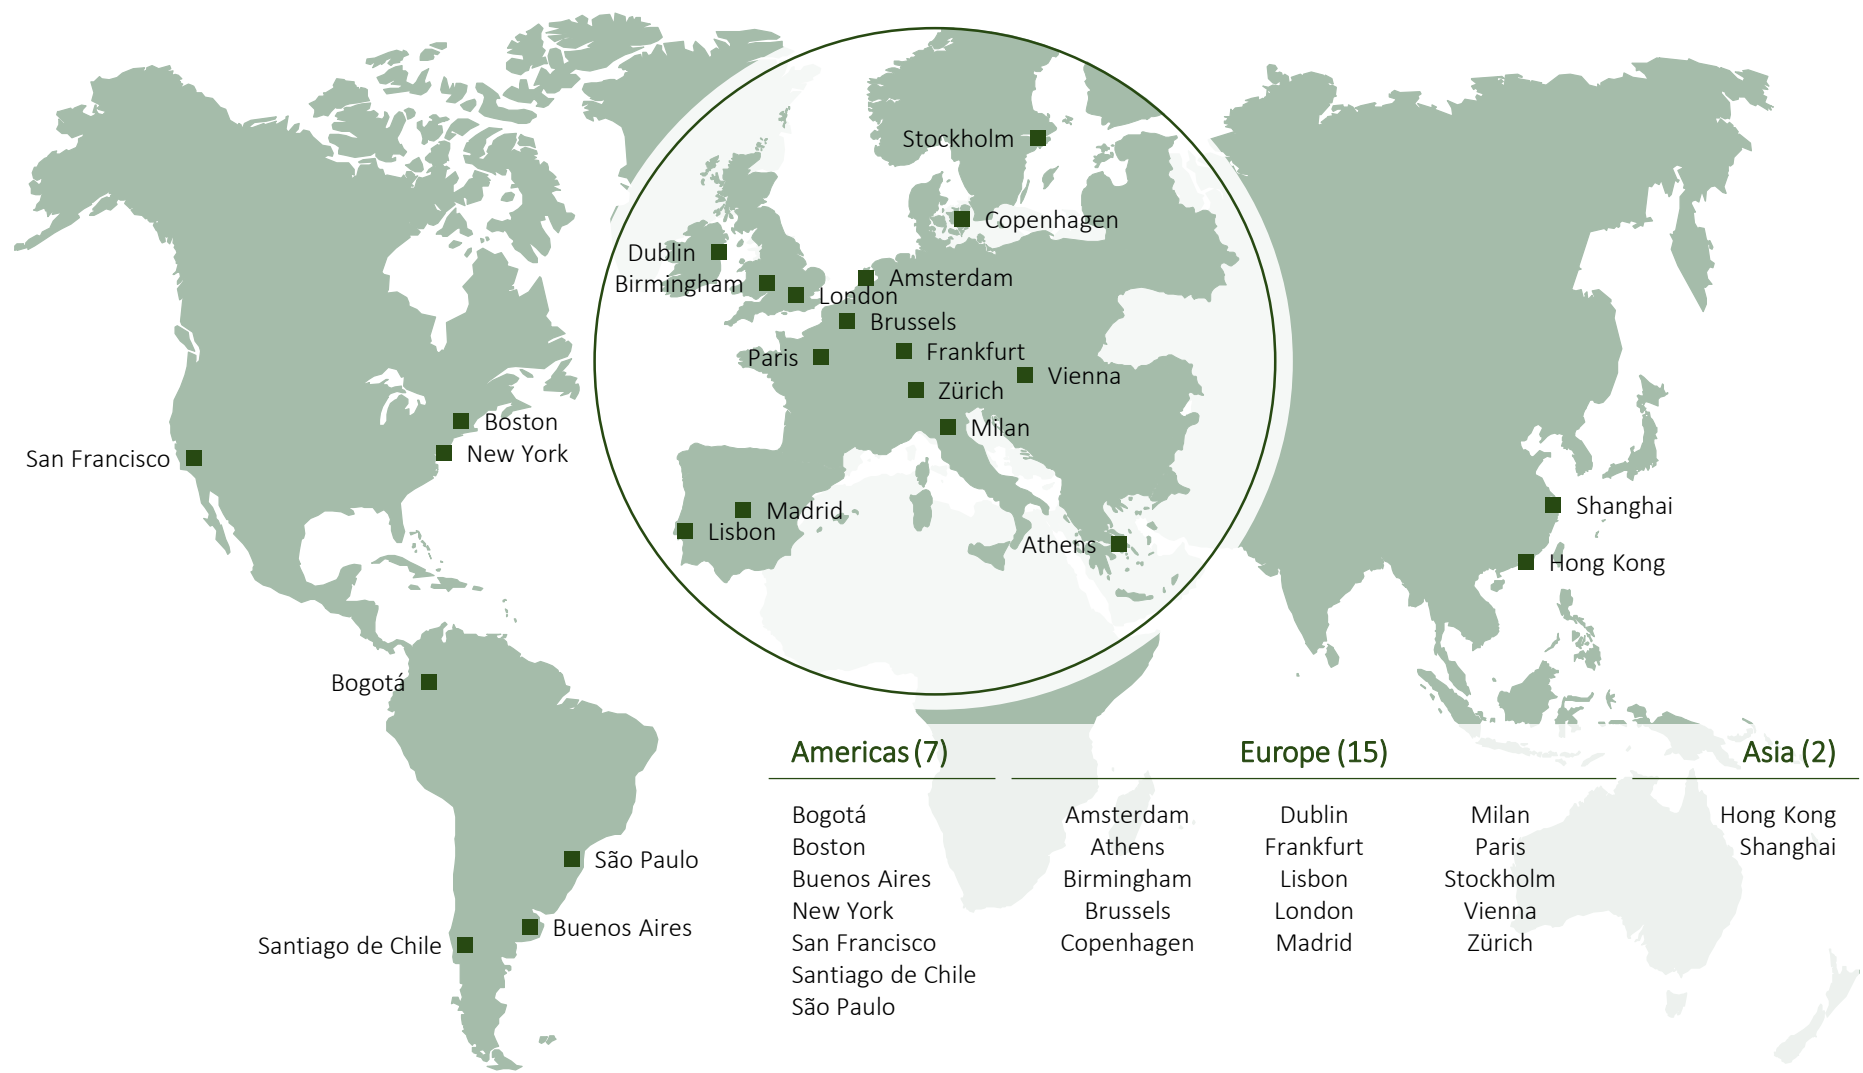 Stockholm
Copenhagen
Dublin
Birmingham
Amsterdam
London
Brussels
Paris
Frankfurt
Vienna
Zürich
Milan
Boston
New York
San Francisco
Madrid
Lisbon
Athens
Shanghai
Hong Kong
Bogotá
São Paulo
Buenos Aires
Santiago de Chile
Americas (7)
Bogotá
Boston
Buenos Aires
New York
San Francisco
Santiago de Chile
São Paulo
Europe (15)
Amsterdam
Athens
Birmingham
Brussels
Copenhagen
Dublin
Frankfurt
Lisbon
London
Madrid
Milan
Paris
Stockholm
Vienna
Zürich
Asia (2)
Hong Kong
Shanghai